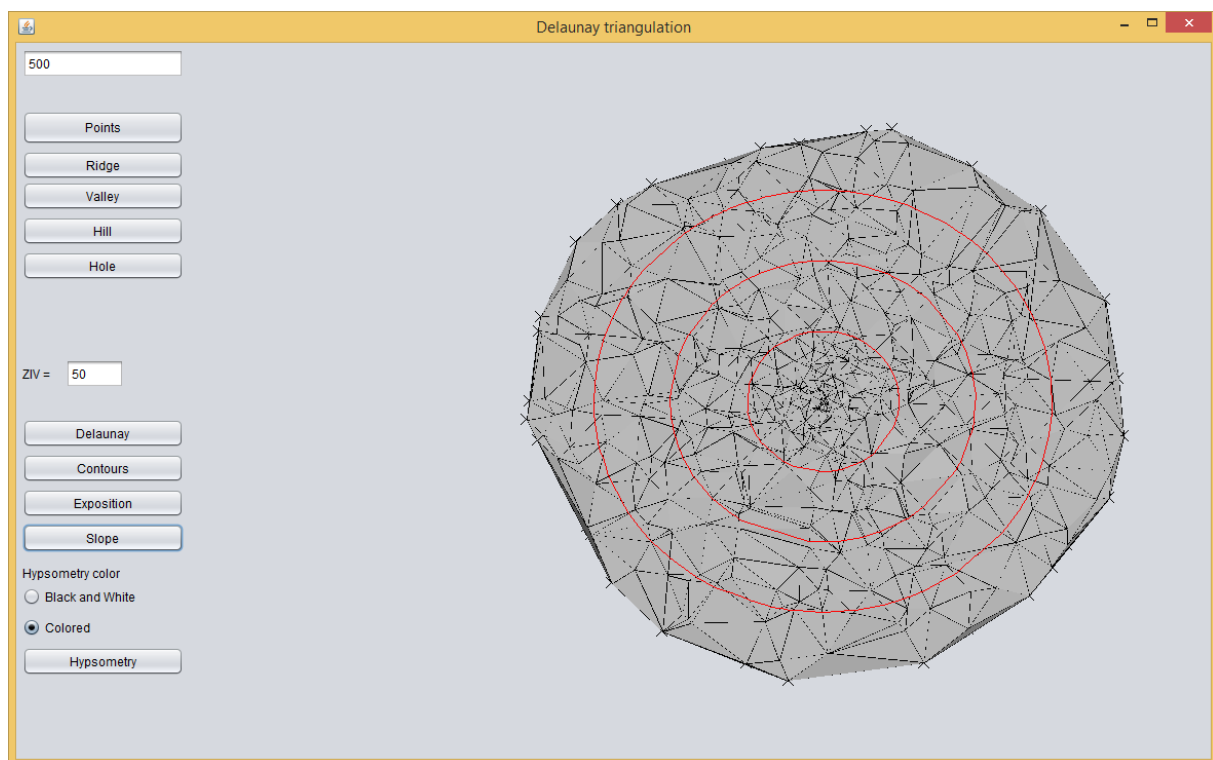 Delaunay triangulation
500
Points
Ridge
Valley
Hill
Hole
ZIV = 50
Delaunay
Contours
Exposition
Slope
Hypsometry color
Black and White
Colored
Hypsometry